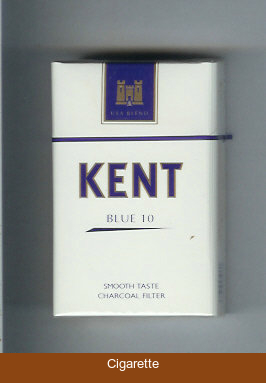 USA BLEND
KENT
BLUE 10
SMOOTH TASTE
CHARCOAL FILTER
Cigarette